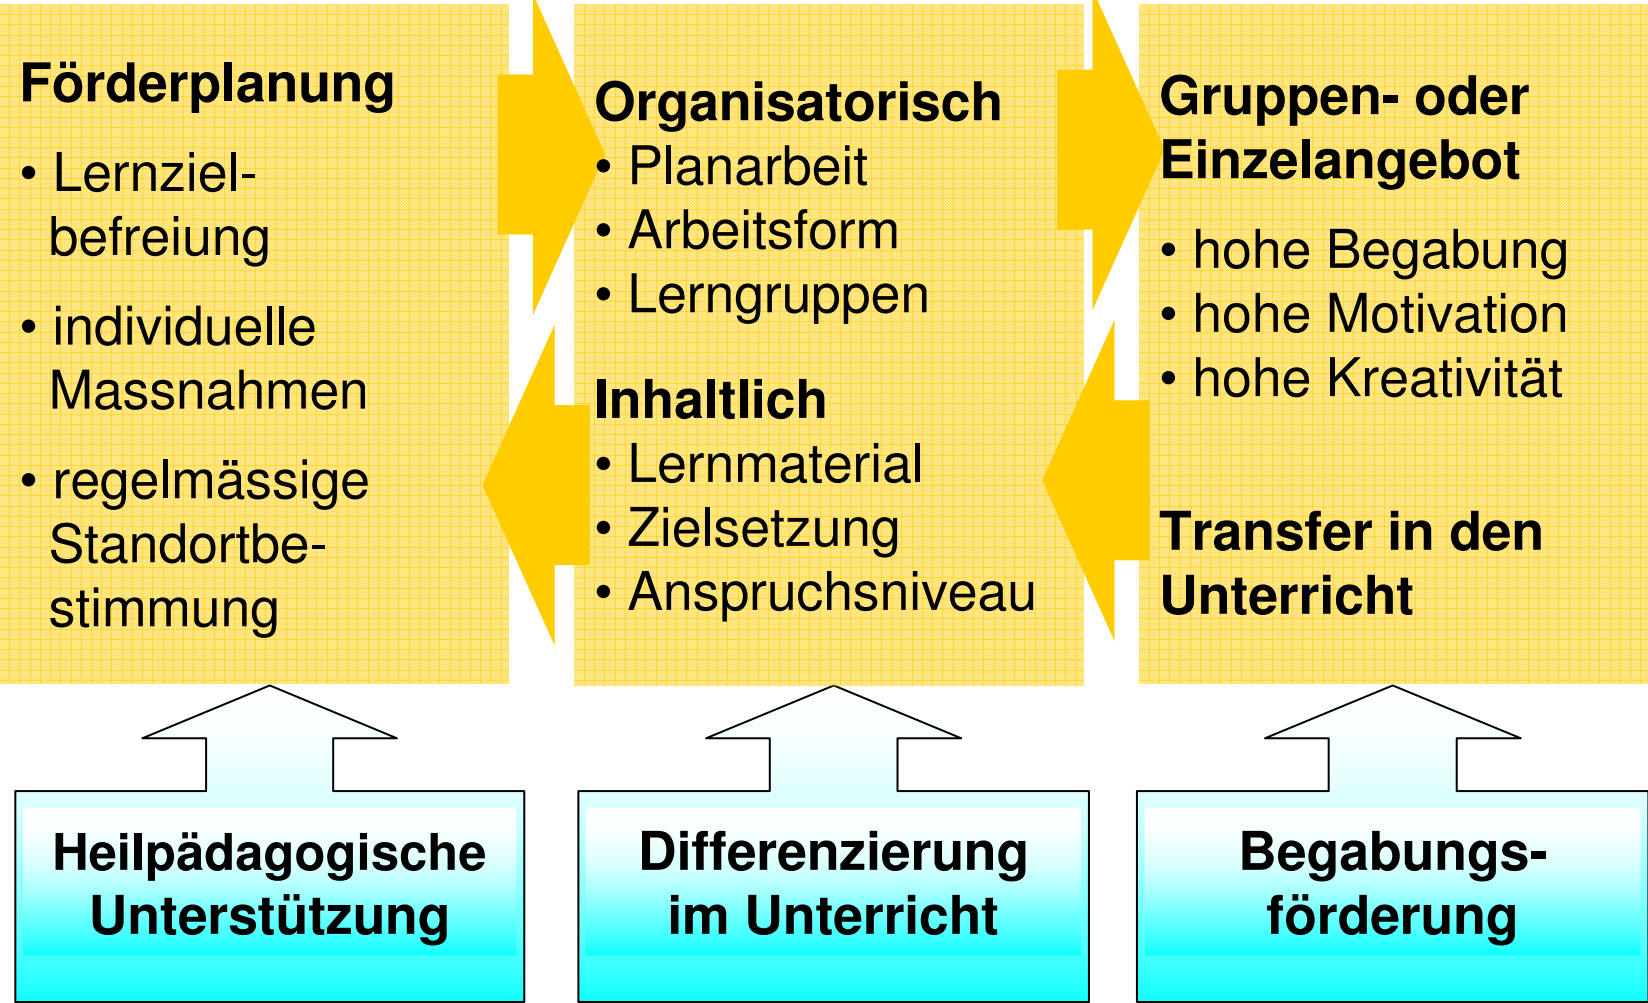 Förderplanung
• Lernziel-
befreiung
• individuelle
Massnahmen
• regelmässige
Standortbe-
stimmung
Organisatorisch
• Planarbeit
• Arbeitsform
• Lerngruppen
Inhaltlich
• Lernmaterial
• Zielsetzung
• Anspruchsniveau
Gruppen- oder
Einzelangebot
• hohe Begabung
• hohe Motivation
• hohe Kreativität
Transfer in den
Unterricht
Heilpädagogische
Unterstützung
Differenzierung
im Unterricht
Begabungs-
förderung